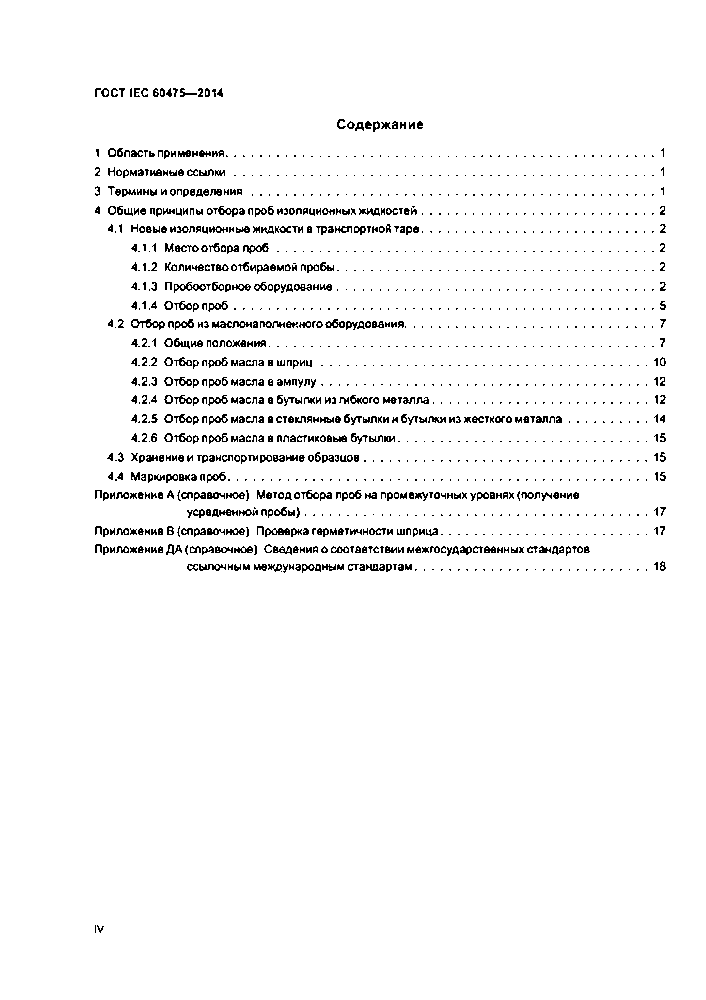 ГОСТ IEC 60475—2014
Содержание
1 Область применения. . . . . . . . . . . . . . . . . . . . . . . . . . . . . . . . . . . . . . . . . . . . . . . . . . . 1
2 Нормативные ссылки . . . . . . . . . . . . . . . . . . . . . . . . . . . . . . . . . . . . . . . . . . . . . . . . . . 1
3 Термины и определения . . . . . . . . . . . . . . . . . . . . . . . . . . . . . . . . . . . . . . . . . . . . . . . . 1
4 Общие принципы отбора проб изоляционных жидкостей . . . . . . . . . . . . . . . . . . . . . . . . . . . . 2
4.1 Новые изоляционные жидкости в транспортной таре. . . . . . . . . . . . . . . . . . . . . . . . . . . . 2
4.1.1 Место отбора проб . . . . . . . . . . . . . . . . . . . . . . . . . . . . . . . . . . . . . . . . . . . . . 2
4.1.2 Количество отбираемой пробы. . . . . . . . . . . . . . . . . . . . . . . . . . . . . . . . . . . . . . 2
4.1.3 Пробоотборное оборудование . . . . . . . . . . . . . . . . . . . . . . . . . . . . . . . . . . . . . . 2
4.1.4 Отбор проб . . . . . . . . . . . . . . . . . . . . . . . . . . . . . . . . . . . . . . . . . . . . . . . . . . 5
4.2 Отбор проб из маслонаполненного оборудования. . . . . . . . . . . . . . . . . . . . . . . . . . . . . . 7
4.2.1 Общие положения. . . . . . . . . . . . . . . . . . . . . . . . . . . . . . . . . . . . . . . . . . . . . . 7
4.2.2 Отбор проб масла в шприц . . . . . . . . . . . . . . . . . . . . . . . . . . . . . . . . . . . . . . . 10
4.2.3 Отбор проб масла в ампулу . . . . . . . . . . . . . . . . . . . . . . . . . . . . . . . . . . . . . . . 12
4.2.4 Отбор проб масла в бутылки из гибкого металла. . . . . . . . . . . . . . . . . . . . . . . . . . 12
4.2.5 Отбор проб масла в стеклянные бутылки и бутылки из жесткого металла . . . . . . . . . . 14
4.2.6 Отбор проб масла в пластиковые бутылки. . . . . . . . . . . . . . . . . . . . . . . . . . . . . . 15
4.3 Хранение и транспортирование образцов . . . . . . . . . . . . . . . . . . . . . . . . . . . . . . . . . . 15
4.4 Маркировка проб. . . . . . . . . . . . . . . . . . . . . . . . . . . . . . . . . . . . . . . . . . . . . . . . . . 15
Приложение А (справочное) Метод отбора проб на промежуточных уровнях (получение
усредненной пробы) . . . . . . . . . . . . . . . . . . . . . . . . . . . . . . . . . . . . . . . . . 17
Приложение В (справочное) Проверка герметичности шприца. . . . . . . . . . . . . . . . . . . . . . . . . 17
Приложение ДА (справочное) Сведения о соответствии межгосударственных стандартов
ссылочным международным стандартам. . . . . . . . . . . . . . . . . . . . . . . . . . . . 18
IV